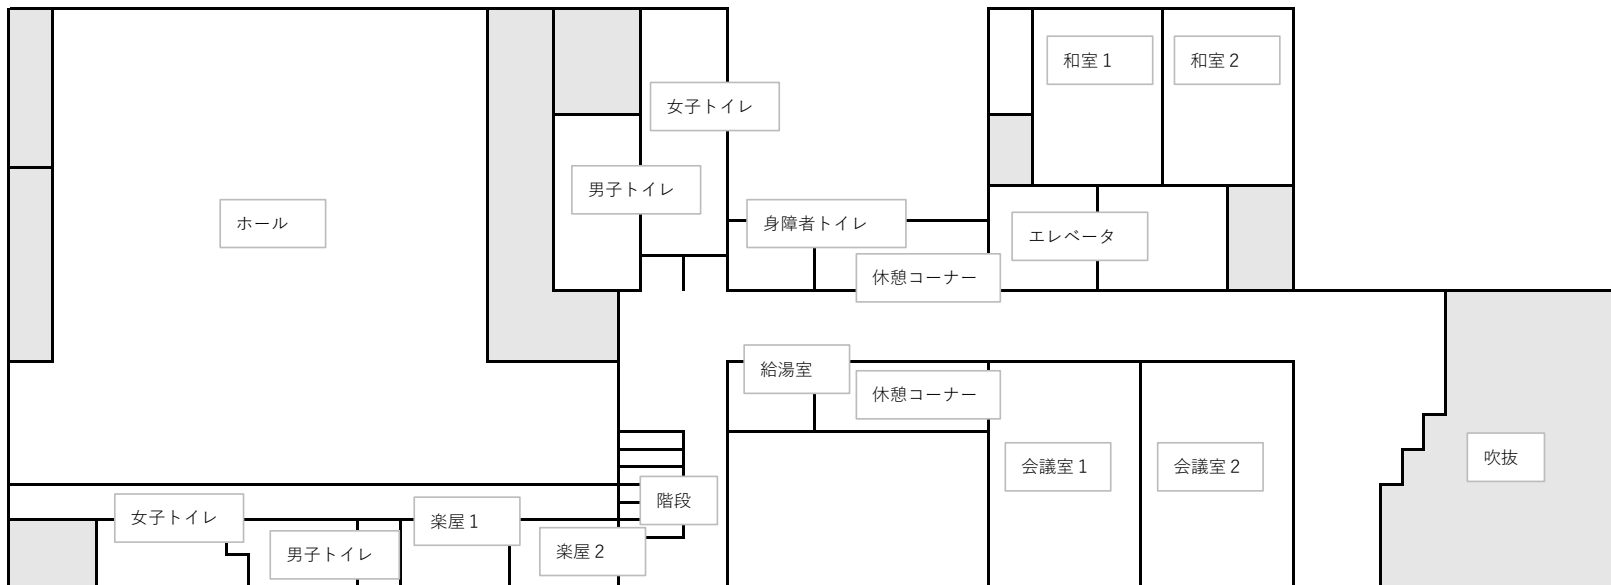 和室１
和室２
女子トイレ
男子トイレ
ホール
身障者トイレ
エレベータ
休憩コーナー
給湯室
休憩コーナー
会議室１
会議室２
吹抜
階段
女子トイレ
楽屋１
男子トイレ
楽屋２